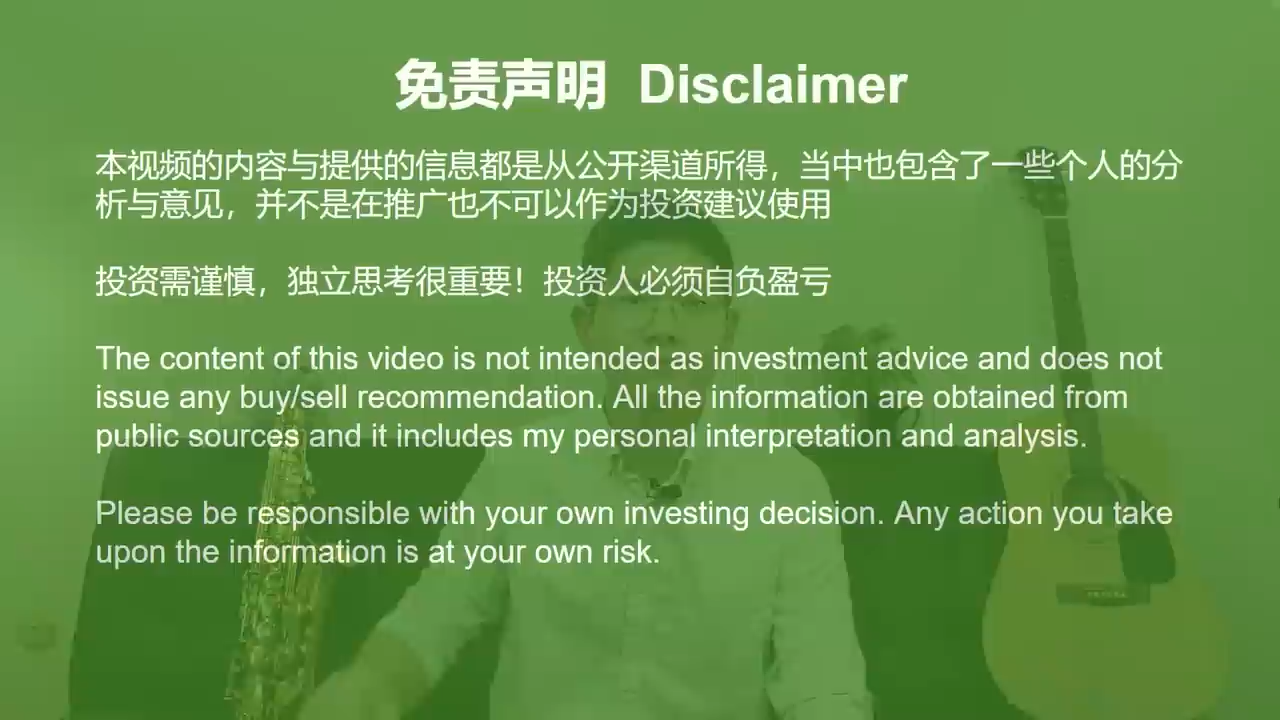 免责声明 Disclaimer
本视频的内容与提供的信息都是从公开渠道所得，当中也包含了一些个人的分
析与意见，并不是在推广也不可以作为投资建议使用
投资需谨慎，独立思考很重要！投资人必须自负盈亏
The content of this video is not intended as investment advice and does not
issue any buy/sell recommendation. All the information are obtained from
public sources and it includes my personal interpretation and analysis.
Please be responsible with your own investing decision. Any action you take
upon the information is at your own risk.